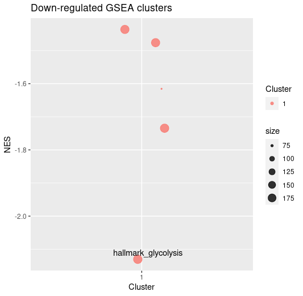 Down-regulated GSEA clusters
NES
-1.6
-1.8
-2.0
hallmark_glycolysis
1
Cluster
Cluster
1
size
75
100
125
150
175